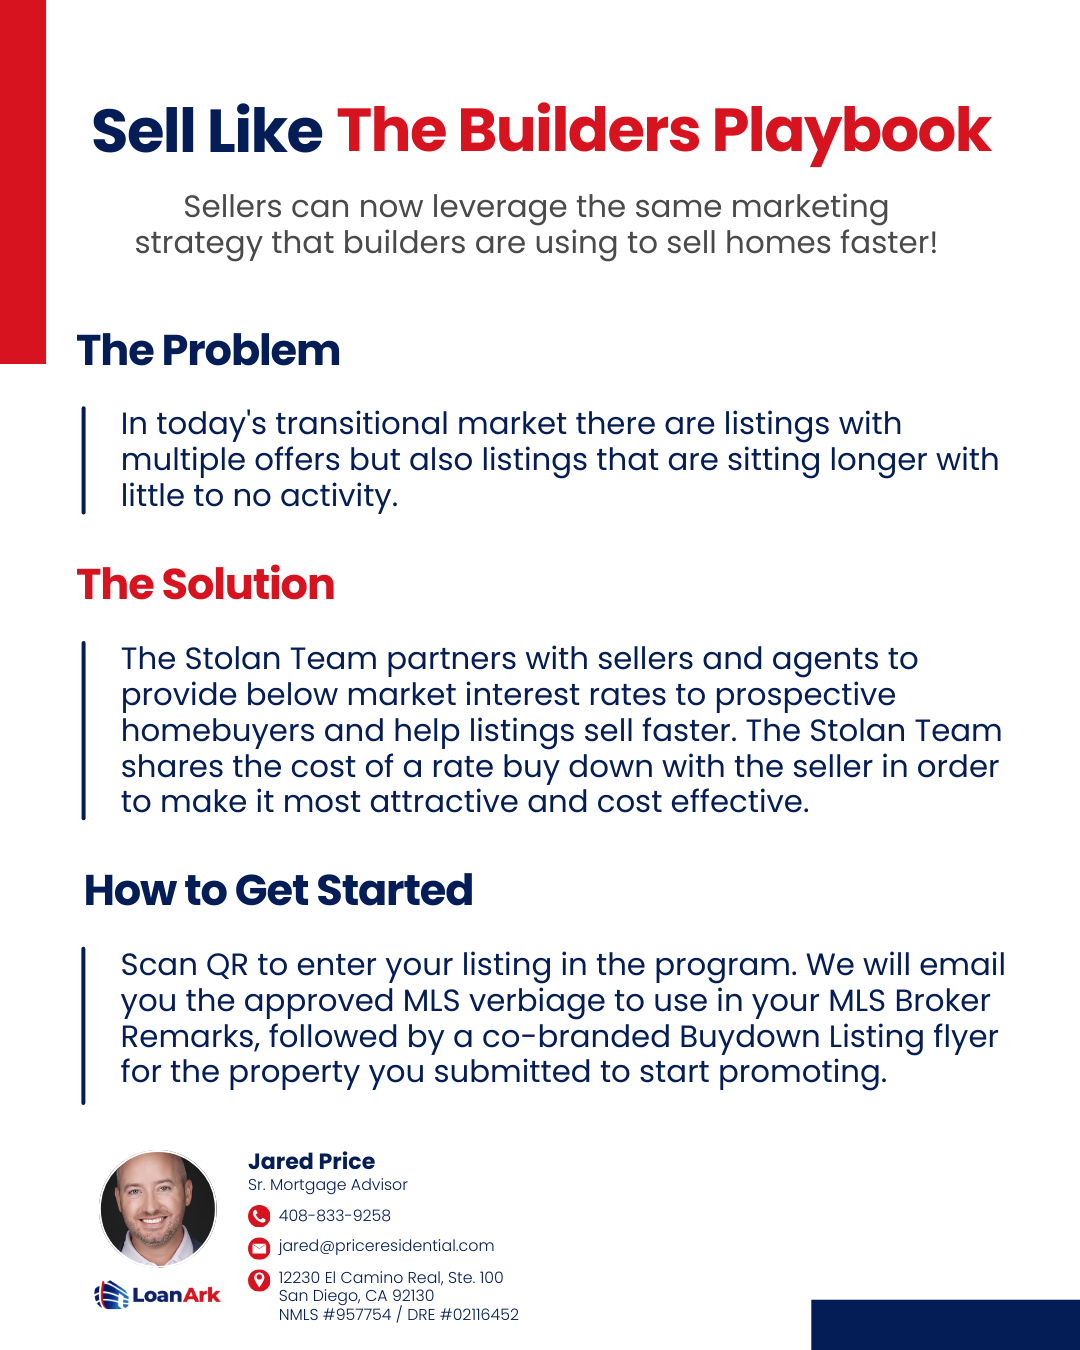 Sell Like The Builders Playbook
Sellers can now leverage the same marketing
strategy that builders are using to sell homes faster!
The Problem
In today's transitional market there are listings with
multiple offers but also listings that are sitting longer with
little to no activity.
The Solution
The Stolan Team partners with sellers and agents to
provide below market interest rates to prospective
homebuyers and help listings sell faster. The Stolan Team
shares the cost of a rate buy down with the seller in order
to make it most attractive and cost effective.
How to Get Started
Scan QR to enter your listing in the program. We will email
you the approved MLS verbiage to use in your MLS Broker
Remarks, followed by a co-branded Buydown Listing flyer
for the property you submitted to start promoting.
Jared Price
Sr. Mortgage Advisor
408-833-9258
jared@priceresidential.com
12230 El Camino Real, Ste. 100
San Diego, CA 92130
NMLS #957754 / DRE #02116452
LoanArk